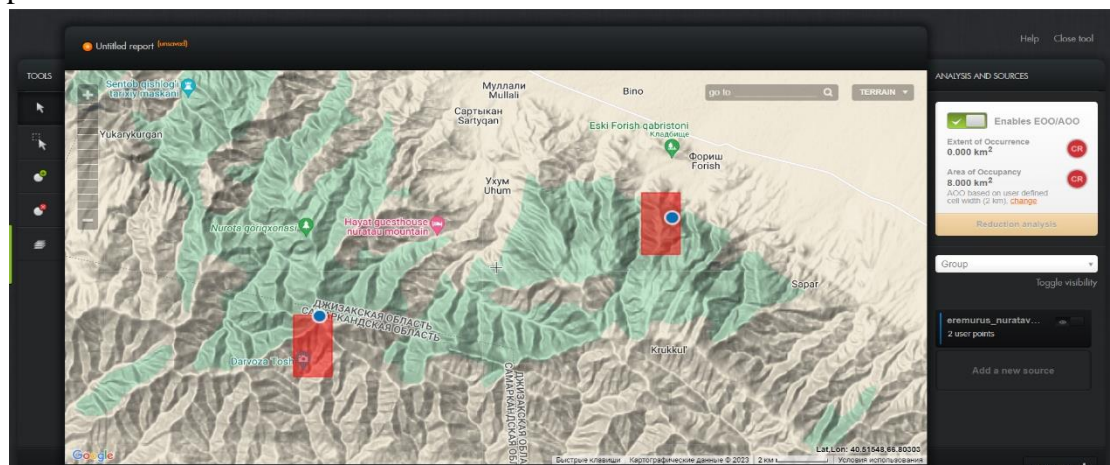 Untitled report (unsaved)
Help Close tool
TOOLS
ANALYSIS AND SOURCES
Sentob qishlog'i
tarixiy maskani
Муллали
Mullali
Bino
go to
TERRAIN
Сартыкан
Sartyqan
Yukarykurgan
Eski Forish qabristoni
Кладбище
Фориш
Forish
Ухум
Uhum
Hayat guesthouse
nuratau mountain
Nurota qoriqxonasi
Sapar
ДЖИЗАКСКАЯ ОБЛАСТЬ
САМАРКАНДСКАЯ ОБЛАСТЬ
Darvoza Tosh
Krukkul'
ДЖИЗАКСКАЯ ОБЛА
САМАРКАНДСКАЯ ОБЛ
Google
Lat,Lon: 40.51548,66.80303
Быстрые клавиши Картографические данные © 2023 2 км Условия использования
Enables EOO/AOO
Extent of Occurrence
0.000 km²
CR
Area of Occupancy
8.000 km²
CR
AOO based on user defined
cell width (2 km), change
Reduction analysis
Group
Toggle visibility
eremurus_nuratav...
2 user points
Add a new source